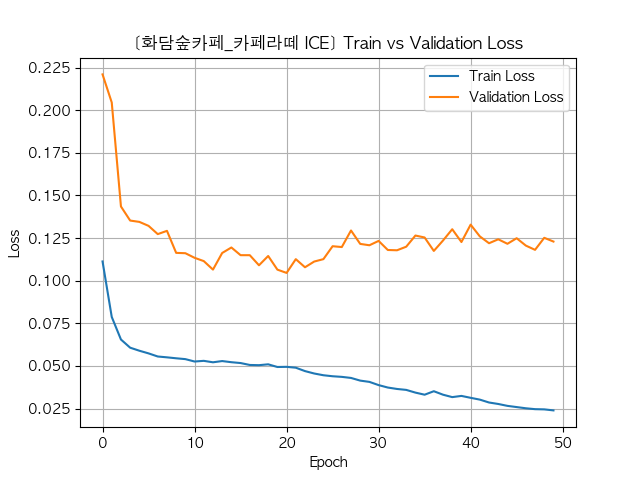 [화담숲카페_카페라떼 ICE] Train vs Validation Loss
Train Loss
Validation Loss
Loss
0.225
0.200
0.175
0.150
0.125
0.100
0.075
0.050
0.025
0 10 20 30 40 50
Epoch